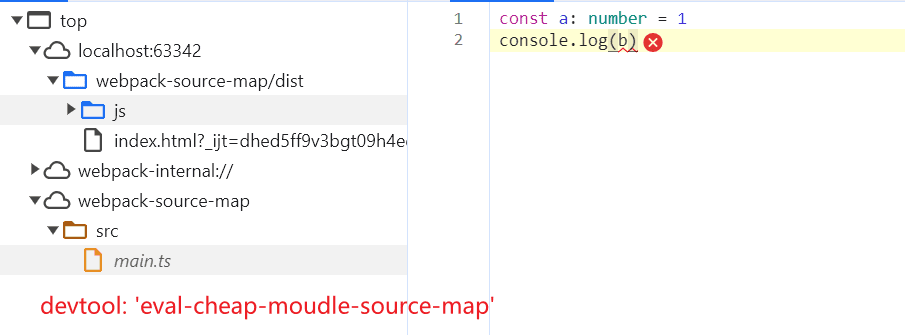 top
localhost:63342
webpack-source-map/dist
js
index.html?_ijt=dhed5ff9v3bgt09h4e
webpack-internal://
webpack-source-map
src
main.ts
1 const a: number = 1
2 console.log(b)
devtool: 'eval-cheap-moudle-source-map'